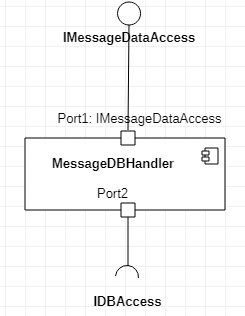 IMessageDataAccess
Port1: IMessageDataAccess
MessageDBHandler
Port2
IDBAccess